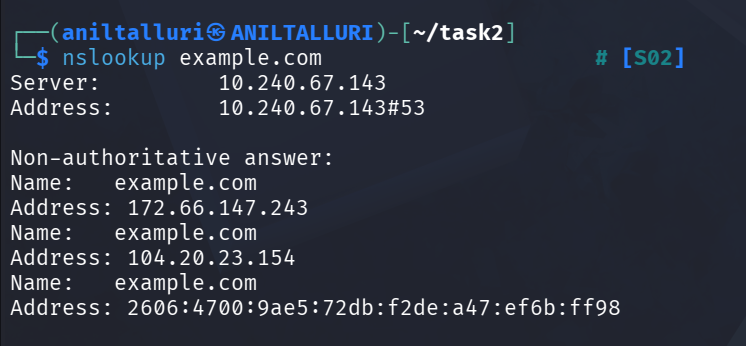 ┌──(aniltalluri㉿ANILTALLURI)-[~/task2]
└─$ nslookup example.com # [S02]
Server: 10.240.67.143
Address: 10.240.67.143#53
Non-authoritative answer:
Name: example.com
Address: 172.66.147.243
Name: example.com
Address: 104.20.23.154
Name: example.com
Address: 2606:4700:9ae5:72db:f2de:a47:ef6b:ff98